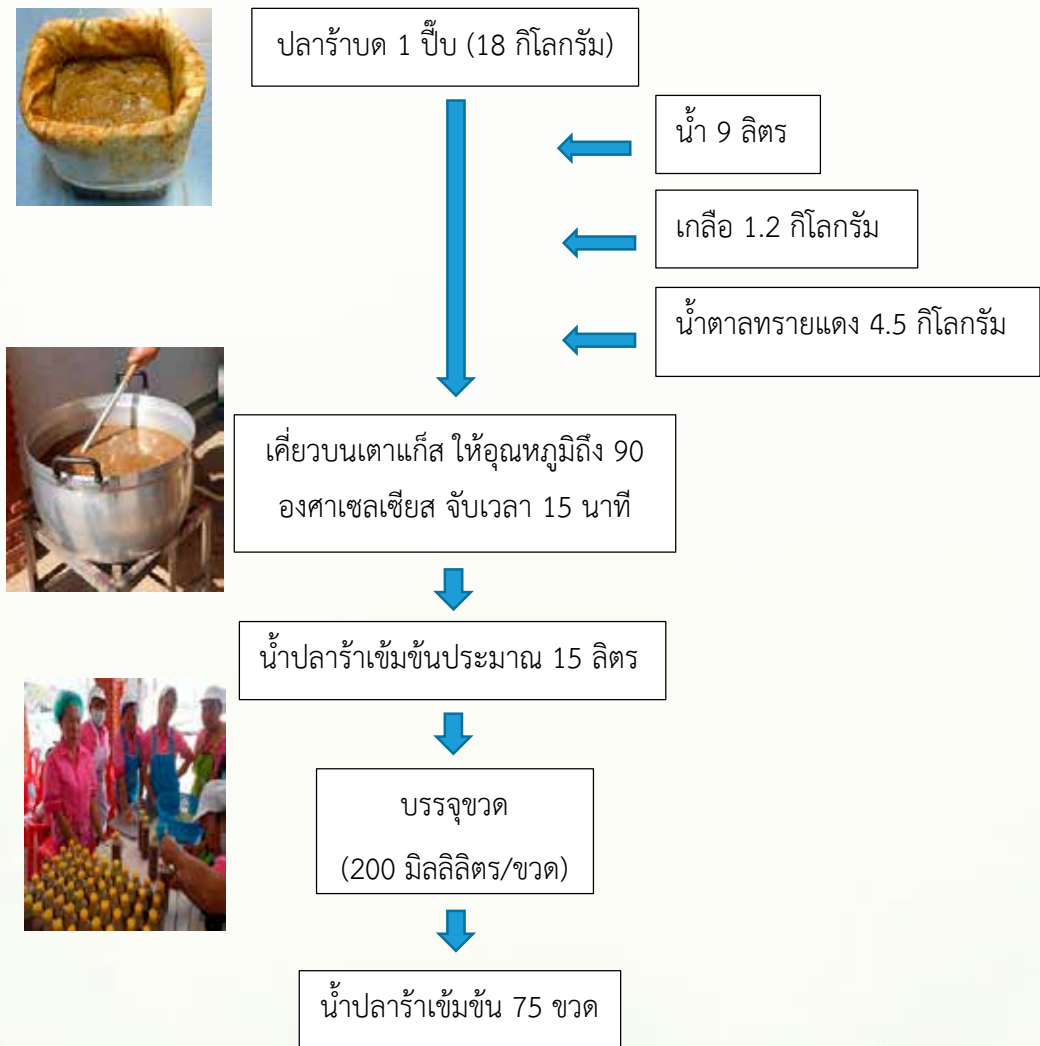 ปลาร้าบด 1 ปี๊บ (18 กิโลกรัม)
น้ำ 9 ลิตร
เกลือ 1.2 กิโลกรัม
น้ำตาลทรายแดง 4.5 กิโลกรัม
เคี่ยวบนเตาแก็ส ให้อุณหภูมิถึง 90
องศาเซลเซียส จับเวลา 15 นาที
น้ำปลาร้าเข้มข้นประมาณ 15 ลิตร
บรรจุขวด
(200 มิลลิลิตร/ขวด)
น้ำปลาร้าเข้มข้น 75 ขวด